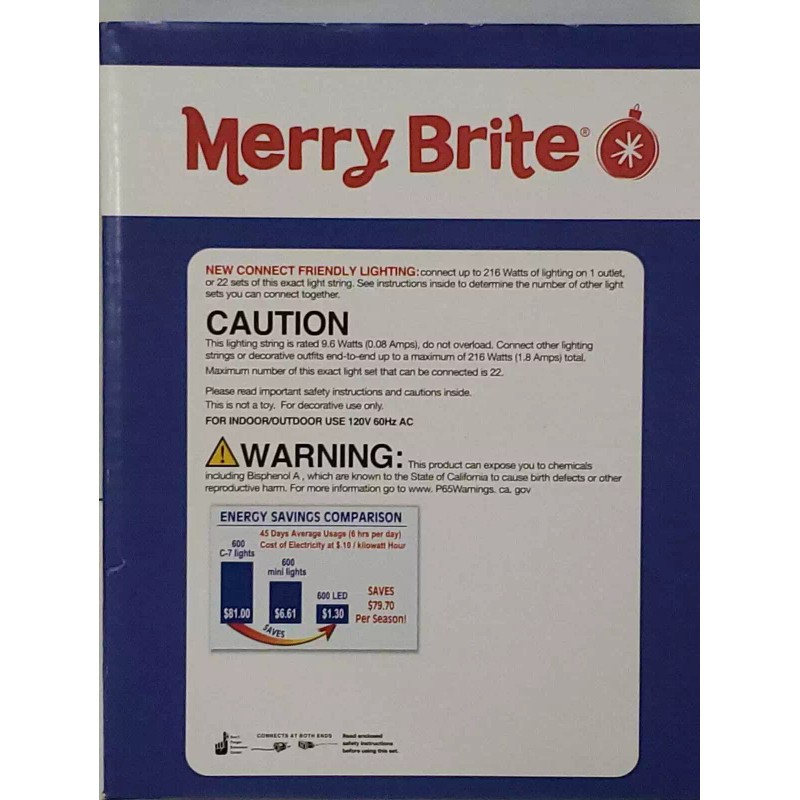 Merry Brite®
NEW CONNECT FRIENDLY LIGHTING: connect up to 216 Watts of lighting on 1 outlet,
or 22 sets of this exact light string. See instructions inside to determine the number of other light
sets you can connect together.
CAUTION
This lighting string is rated 9.6 Watts (0.08 Amps), do not overload. Connect other lighting
strings or decorative outfits end-to-end up to a maximum of 216 Watts (1.8 Amps) total.
Maximum number of this exact light set that can be connected is 22.
Please read important safety instructions and cautions inside.
This is not a toy. For decorative use only.
FOR INDOOR/OUTDOOR USE 120V 60Hz AC
WARNING: This product can expose you to chemicals
including Bisphenol A , which are known to the State of California to cause birth defects or other
reproductive harm. For more information go to www. P65Warnings. ca. gov
ENERGY SAVINGS COMPARISON
45 Days Average Usage (6 hrs per day)
Cost of Electricity at $.10 / kilowatt Hour
600
C-7 lights
$81.00
600
mini lights
$6.61
600 LED
$1.30
SAVES
SAVES
$79.70
Per Season!
Don't
Forget
CONNECTS AT BOTH ENDS
Read enclosed
safety instructions
before using this set.